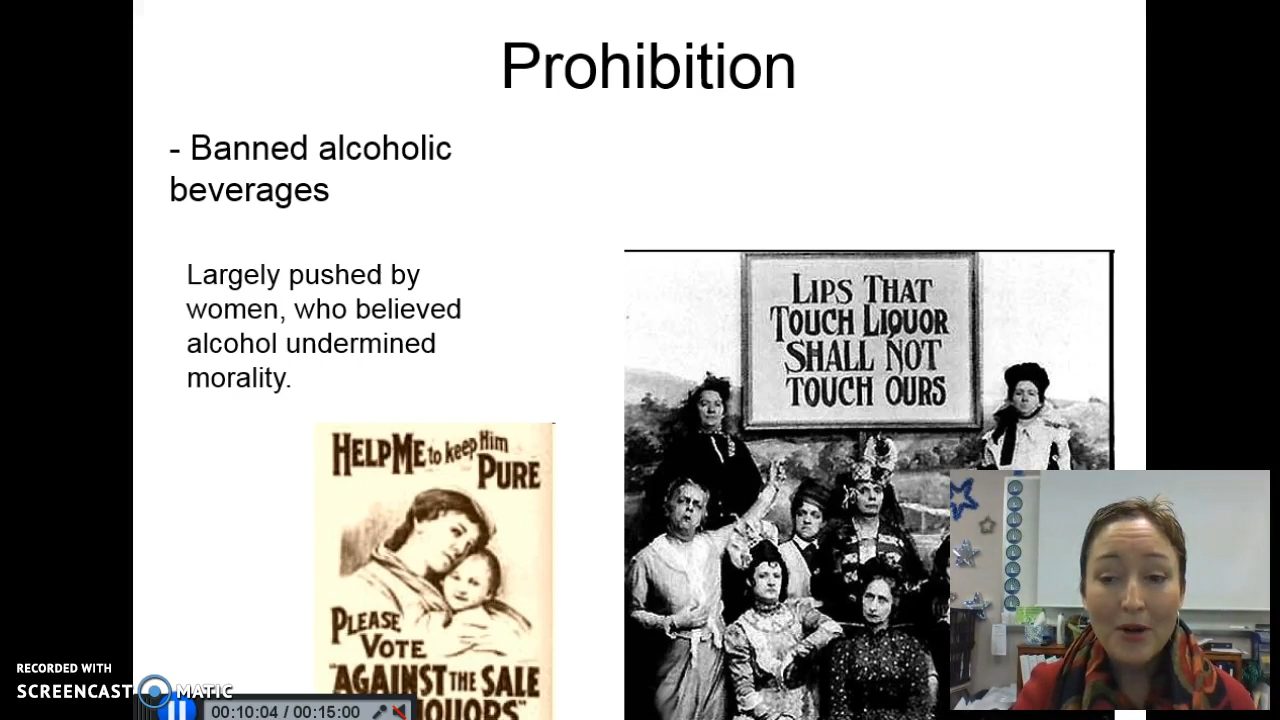 Prohibition
- Banned alcoholic
beverages
Largely pushed by
women, who believed
alcohol undermined
morality.
LIPS THAT
TOUCH LIQUOR
SHALL NOT
TOUCH OURS
HELP ME to keep Him
PURE
PLEASE
VOTE
"AGAINST THE SALE
RECORDED WITH
SCREENCAST MATIC
00:10:04 / 00:15:00